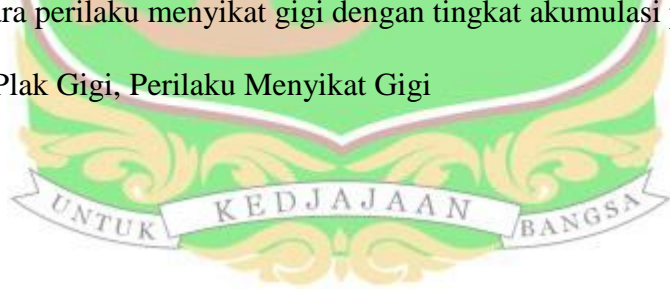 ara perilaku menyikat gigi dengan tingkat akumulasi
Plak Gigi, Perilaku Menyikat Gigi
UNTUK KEDJAJAAN BANGSA